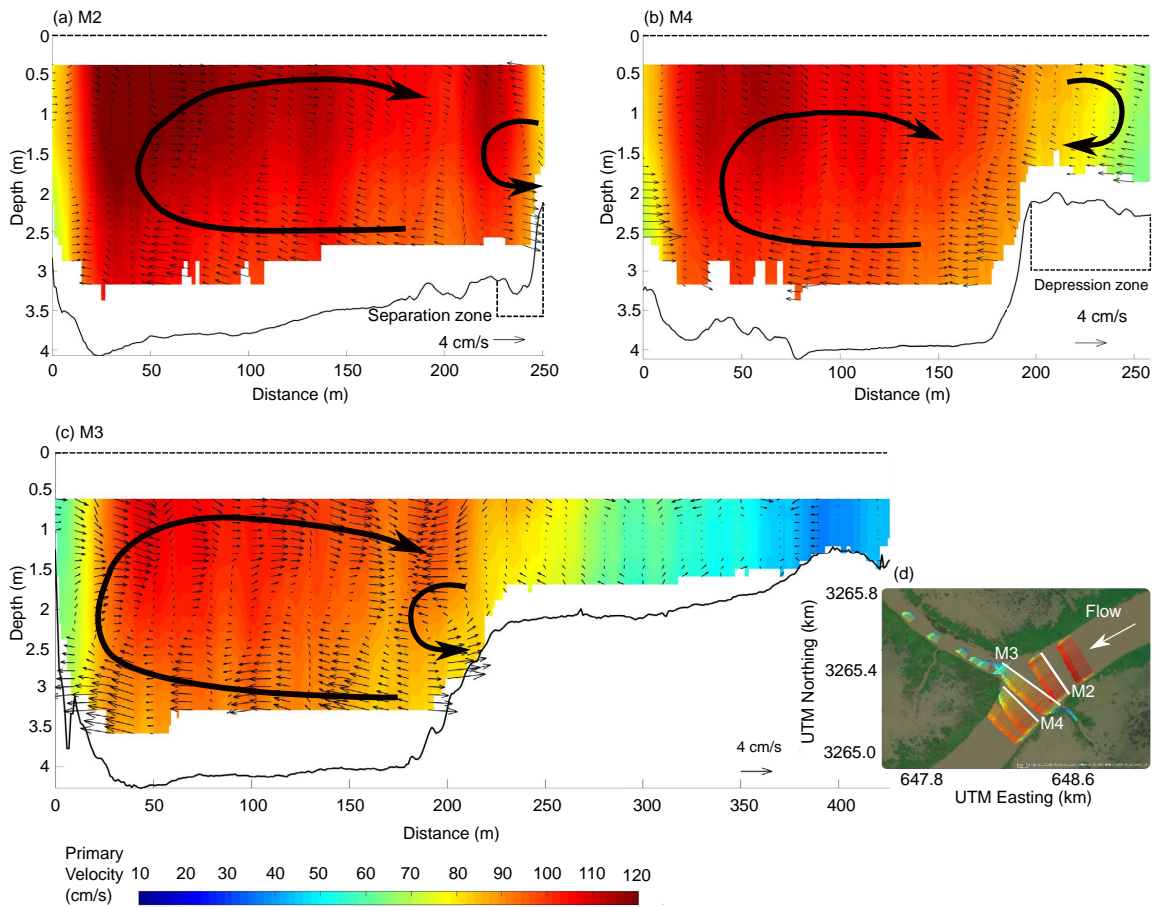 (a) M2
0
0.5
1
1.5
2
2.5
3
3.5
4
Depth (m)
Separation zone
4 cm/s
0 50 100 150 200 250
Distance (m)
(b) M4
0
0.5
1
1.5
2
2.5
3
3.5
4
Depth (m)
Depression zone
4 cm/s
0 50 100 150 200 250
Distance (m)
(c) M3
0
0.5
1
1.5
2
2.5
3
3.5
4
Depth (m)
4 cm/s
0 50 100 150 200 250 300 350 400
Distance (m)
(d)
3265.8
3265.4
3265.0
UTM Northing (km)
Flow
M3
M2
M4
647.8 648.6
UTM Easting (km)
Primary
Velocity
(cm/s)
10 20 30 40 50 60 70 80 90 100 110 120